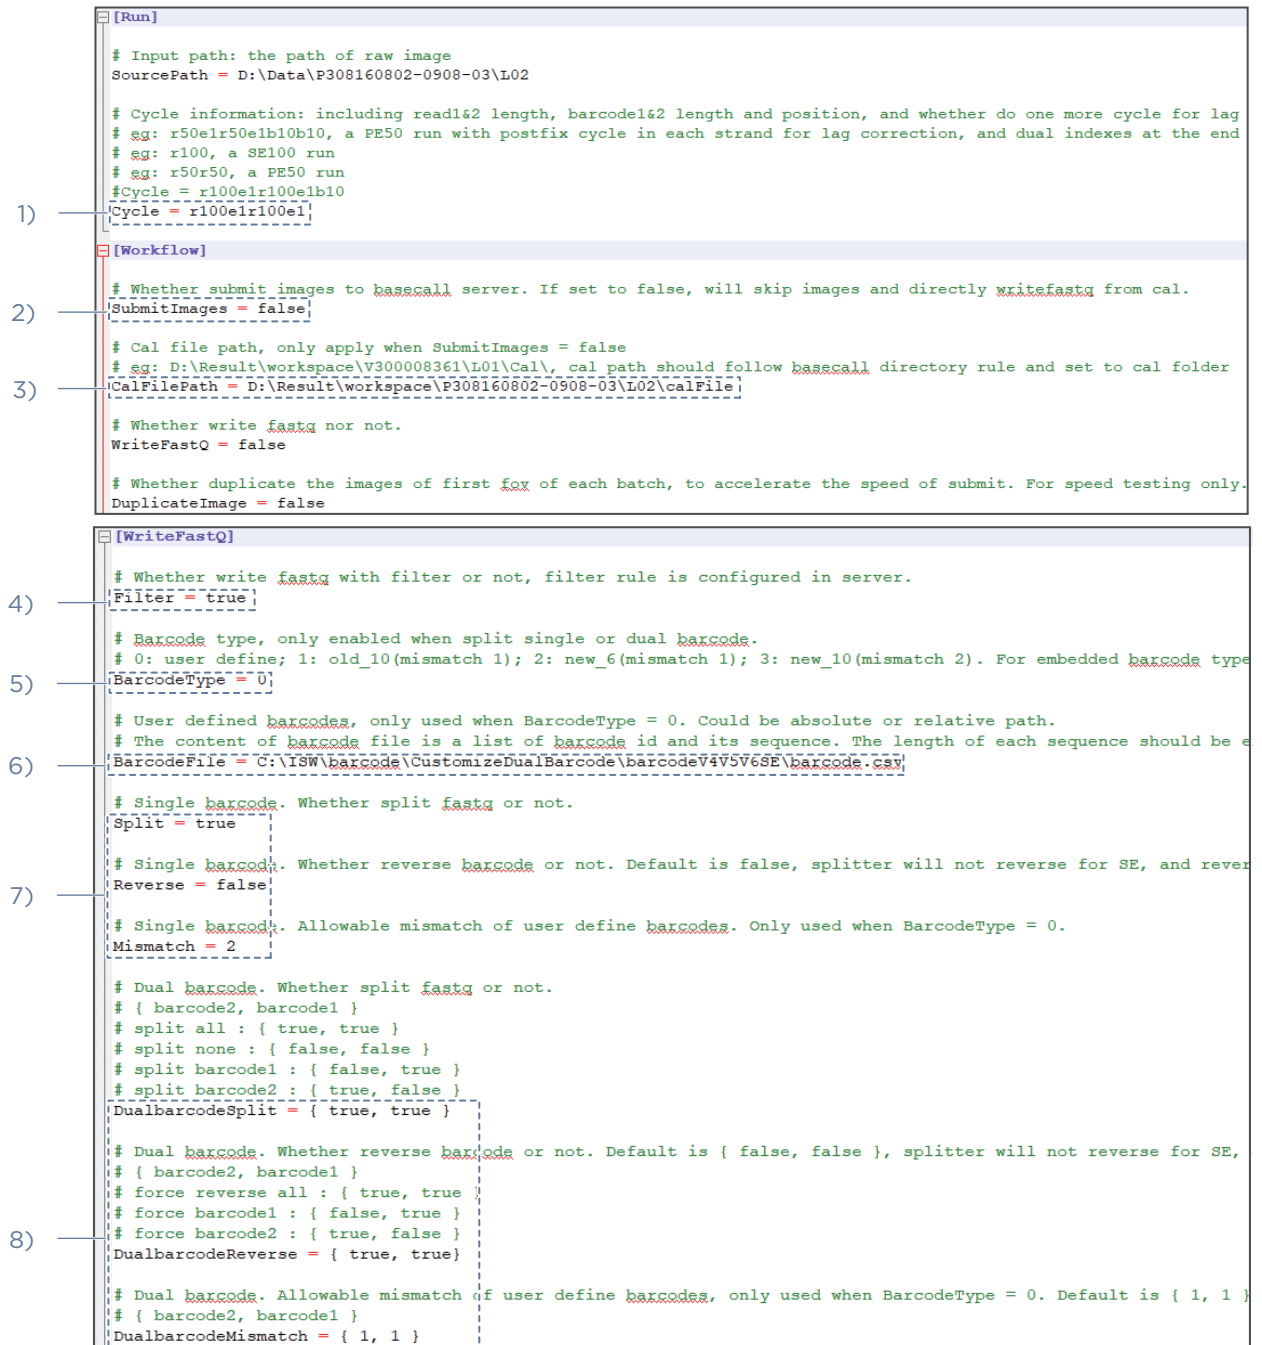 [Run]
# Input path: the path of raw image
SourcePath = D:\Data\P308160802-0908-03\L02
# Cycle information: including read1&2 length, barcode1&2 length and position, and whether do one more cycle for lag
# eg: r50e1r50e1b10b10, a PE50 run with postfix cycle in each strand for lag correction, and dual indexes at the end
# eg: r100, a SE100 run
# eg: r50r50, a PE50 run
#Cycle = r100e1r100e1b10
1) Cycle = r100e1r100e1
[Workflow]
# Whether submit images to basecall server. If set to false, will skip images and directly writefastq from cal.
2) SubmitImages = false
# Cal file path, only apply when SubmitImages = false
# eg: D:\Result\workspace\V300008361\L01\Cal\, cal path should follow basecall directory rule and set to cal folder
3) CalFilePath = D:\Result\workspace\P308160802-0908-03\L02\calFile
# Whether write fastq nor not.
WriteFastQ = false
# Whether duplicate the images of first fov of each batch, to accelerate the speed of submit. For speed testing only.
DuplicateImage = false
[WriteFastQ]
# Whether write fastq with filter or not, filter rule is configured in server.
4) Filter = true
# Barcode type, only enabled when split single or dual barcode.
# 0: user define; 1: old_10(mismatch 1); 2: new_6(mismatch 1); 3: new_10(mismatch 2). For embedded barcode type
5) BarcodeType = 0
# User defined barcodes, only used when BarcodeType = 0. Could be absolute or relative path.
# The content of barcode file is a list of barcode id and its sequence. The length of each sequence should be e
6) BarcodeFile = C:\ISW\barcode\CustomizeDualBarcode\barcodeV4V5V6SE\barcode.csv
# Single barcode. Whether split fastq or not.
Split = true
# Single barcode. Whether reverse barcode or not. Default is false, splitter will not reverse for SE, and rever
7) Reverse = false
# Single barcode. Allowable mismatch of user define barcodes. Only used when BarcodeType = 0.
Mismatch = 2
# Dual barcode. Whether split fastq or not.
# { barcode2, barcode1 }
# split all : { true, true }
# split none : { false, false }
# split barcode1 : { false, true }
# split barcode2 : { true, false }
DualbarcodeSplit = { true, true }
# Dual barcode. Whether reverse barcode or not. Default is { false, false }, splitter will not reverse for SE,
# { barcode2, barcode1 }
# force reverse all : { true, true }
# force barcode1 : { false, true }
8) # force barcode2 : { true, false }
DualbarcodeReverse = { true, true}
# Dual barcode. Allowable mismatch of user define barcodes, only used when BarcodeType = 0. Default is { 1, 1 }
# { barcode2, barcode1 }
DualbarcodeMismatch = { 1, 1 }